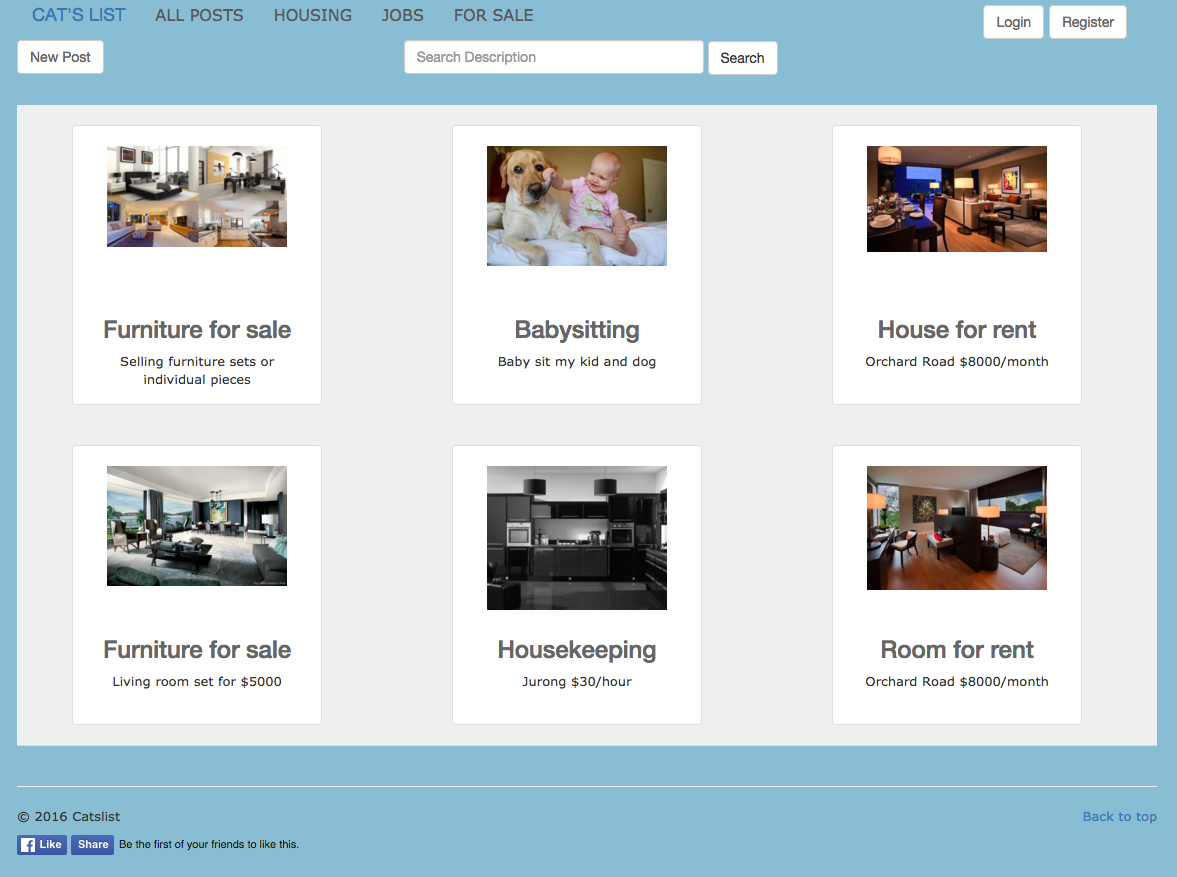 CAT'S LIST ALL POSTS HOUSING JOBS FOR SALE Login Register
New Post Search Description Search
Furniture for sale
Selling furniture sets or
individual pieces
Babysitting
Baby sit my kid and dog
House for rent
Orchard Road $8000/month
Furniture for sale
Living room set for $5000
Housekeeping
Jurong $30/hour
Room for rent
Orchard Road $8000/month
© 2016 Catslist Back to top
Like Share Be the first of your friends to like this.